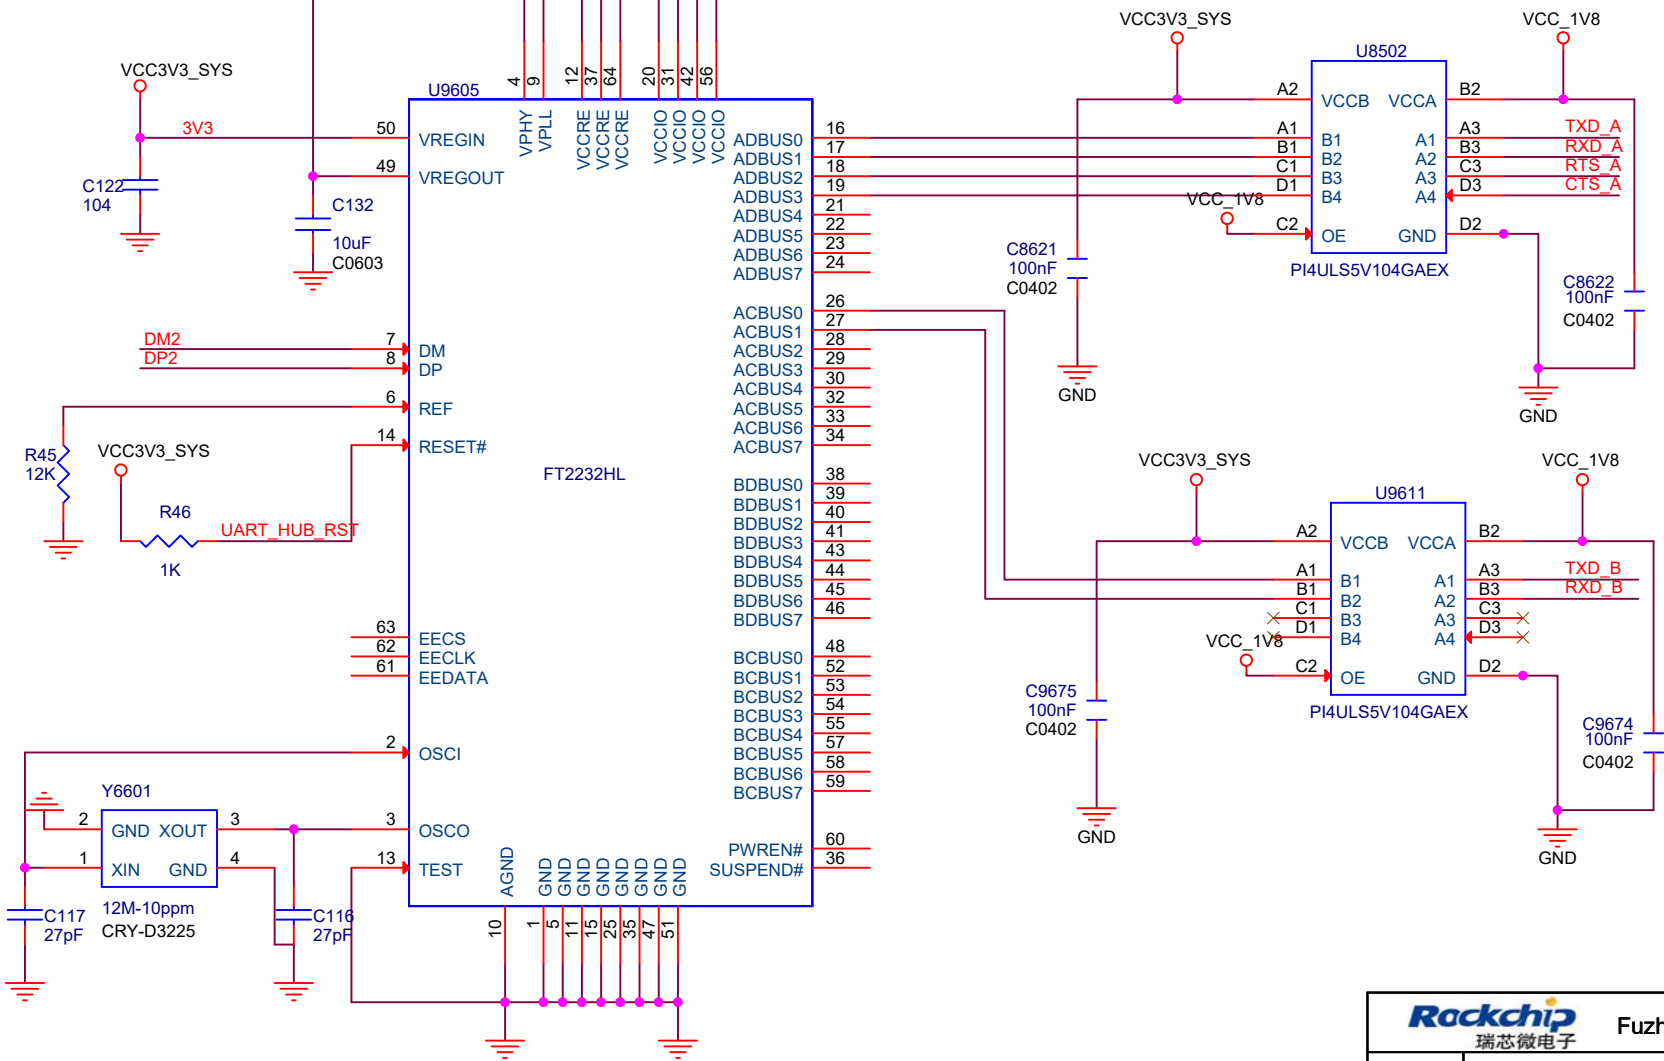 VCC3V3_SYS
3V3
C122
104
C132
10uF
C0603
DM2
DP2
R45
12K
VCC3V3_SYS
R46
1K
UART_HUB_RST
Y6601
2 GND XOUT 3
1 XIN GND 4
12M-10ppm
CRY-D3225
C117
27pF
C116
27pF
U9605
FT2232HL
4 VPHY
9 VPLL
12 VCCRE
37 VCCRE
64 VCCRE
20 VCCIO
31 VCCIO
42 VCCIO
56 VCCIO
50 VREGIN
49 VREGOUT
7 DM
8 DP
6 REF
14 RESET#
63 EECS
62 EECLK
61 EEDATA
2 OSCI
3 OSCO
13 TEST
10 AGND
1 GND
5 GND
11 GND
15 GND
25 GND
35 GND
47 GND
51 GND
ADBUS0 16
ADBUS1 17
ADBUS2 18
ADBUS3 19
ADBUS4 21
ADBUS5 22
ADBUS6 23
ADBUS7 24
ACBUS0 26
ACBUS1 27
ACBUS2 28
ACBUS3 29
ACBUS4 30
ACBUS5 32
ACBUS6 33
ACBUS7 34
BDBUS0 38
BDBUS1 39
BDBUS2 40
BDBUS3 41
BDBUS4 43
BDBUS5 44
BDBUS6 45
BDBUS7 46
BCBUS0 48
BCBUS1 52
BCBUS2 53
BCBUS3 54
BCBUS4 55
BCBUS5 57
BCBUS6 58
BCBUS7 59
PWREN# 60
SUSPEND# 36
VCC3V3_SYS
VCC_1V8
U8502
A2 VCCB VCCA B2
A1 B1 A1 A3 TXD_A
B1 B2 A2 B3 RXD_A
C1 B3 A3 C3 RTS_A
D1 B4 A4 D3 CTS_A
VCC_1V8
C2 OE GND D2
PI4ULS5V104GAEX
C8621
100nF
C0402
GND
C8622
100nF
C0402
GND
VCC3V3_SYS
VCC_1V8
U9611
A2 VCCB VCCA B2
A1 B1 A1 A3 TXD_B
B1 B2 A2 B3 RXD_B
C1 B3 A3 C3
D1 B4 A4 D3
VCC_1V8
C2 OE GND D2
PI4ULS5V104GAEX
C9675
100nF
C0402
GND
C9674
100nF
C0402
GND
Rockchip
瑞芯微电子
Fuzh